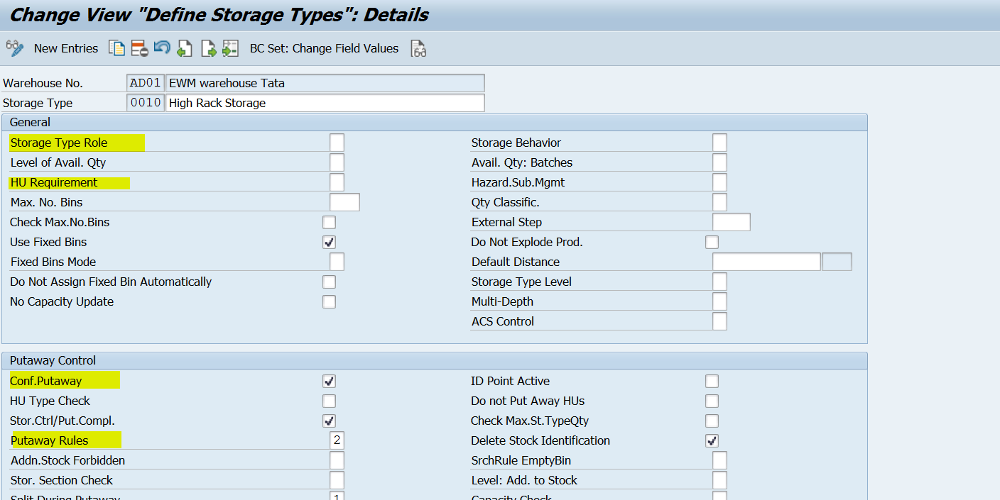 Change View "Define Storage Types": Details
New Entries BC Set: Change Field Values
Warehouse No. AD01 EWM warehouse Tata
Storage Type 0010 High Rack Storage
General
Storage Type Role Storage Behavior
Level of Avail. Qty Avail. Qty: Batches
HU Requirement Hazard.Sub.Mgmt
Max. No. Bins Qty Classific.
Check Max.No.Bins External Step
Use Fixed Bins Do Not Explode Prod.
Fixed Bins Mode Default Distance
Do Not Assign Fixed Bin Automatically Storage Type Level
No Capacity Update Multi-Depth
ACS Control
Putaway Control
Conf.Putaway ID Point Active
HU Type Check Do not Put Away HUs
Stor.Ctrl/Put.Compl. Check Max.St.TypeQty
Putaway Rules 2 Delete Stock Identification
Addn.Stock Forbidden SrchRule EmptyBin
Stor. Section Check Level: Add. to Stock
Split During Putaway 1 Capacity Check